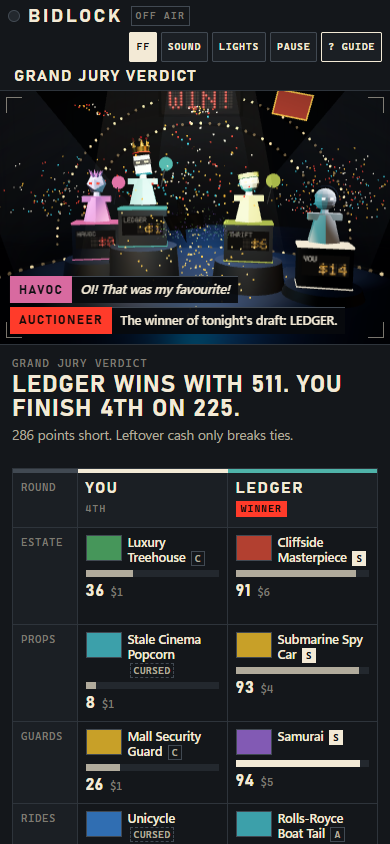 BIDLOCK OFF AIR
FF SOUND LIGHTS PAUSE ? GUIDE
GRAND JURY VERDICT
WIN!
LEDGER
THRIFT
$6
YOU
$14
HAVOC OI! That was my favourite!
AUCTIONEER The winner of tonight's draft: LEDGER.
GRAND JURY VERDICT
LEDGER WINS WITH 511. YOU
FINISH 4TH ON 225.
286 points short. Leftover cash only breaks ties.
ROUND YOU LEDGER
4TH WINNER
ESTATE Luxury Treehouse C Cliffside Masterpiece S
36 $1 91 $6
PROPS Stale Cinema Popcorn CURSED Submarine Spy Car S
8 $1 93 $4
GUARDS Mall Security Guard C Samurai S
26 $1 94 $5
RIDES Unicycle CURSED Rolls-Royce Boat Tail A